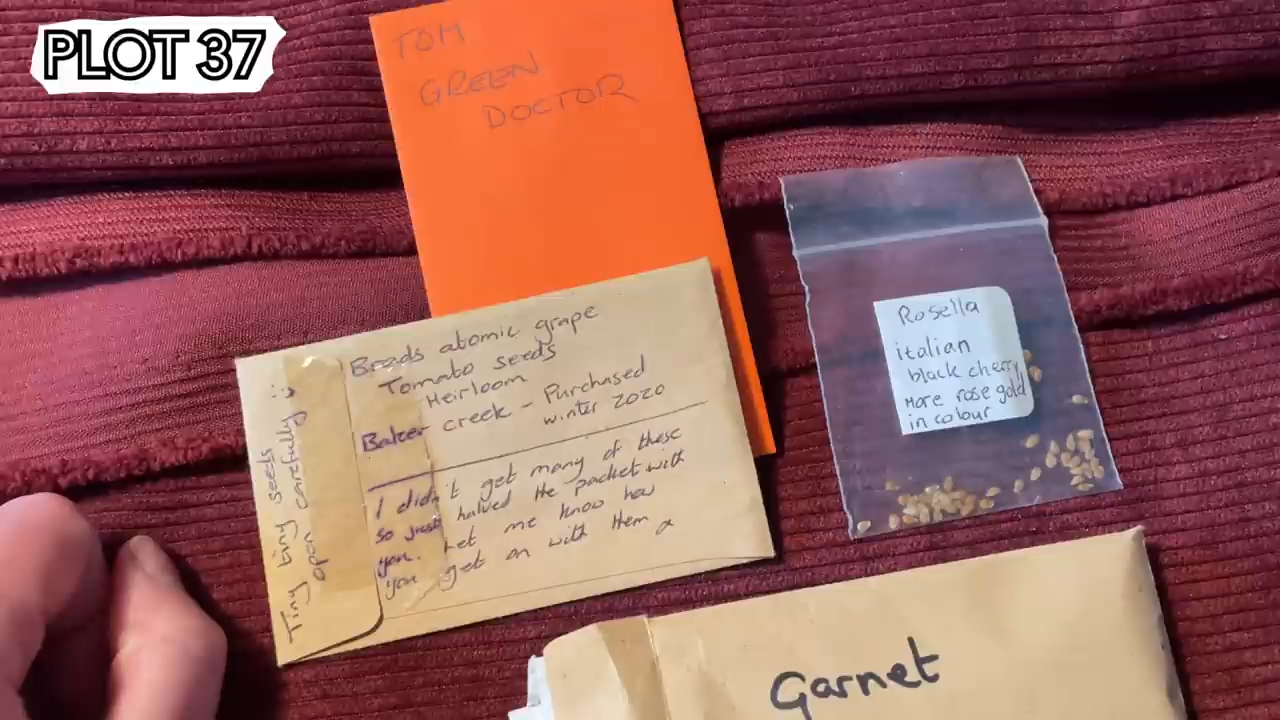 PLOT 37
TOM
GREEN
DOCTOR
Brads atomic grape
Tomato seeds
Heirloom
Baker creek - Purchased
winter 2020
I didn't get many of these
so just halved the packet with
you. Let me know how
you get on with them x
Tiny tiny seeds
open carefully :)
Rosella
italian
black cherry
More rose gold
in colour
Garnet